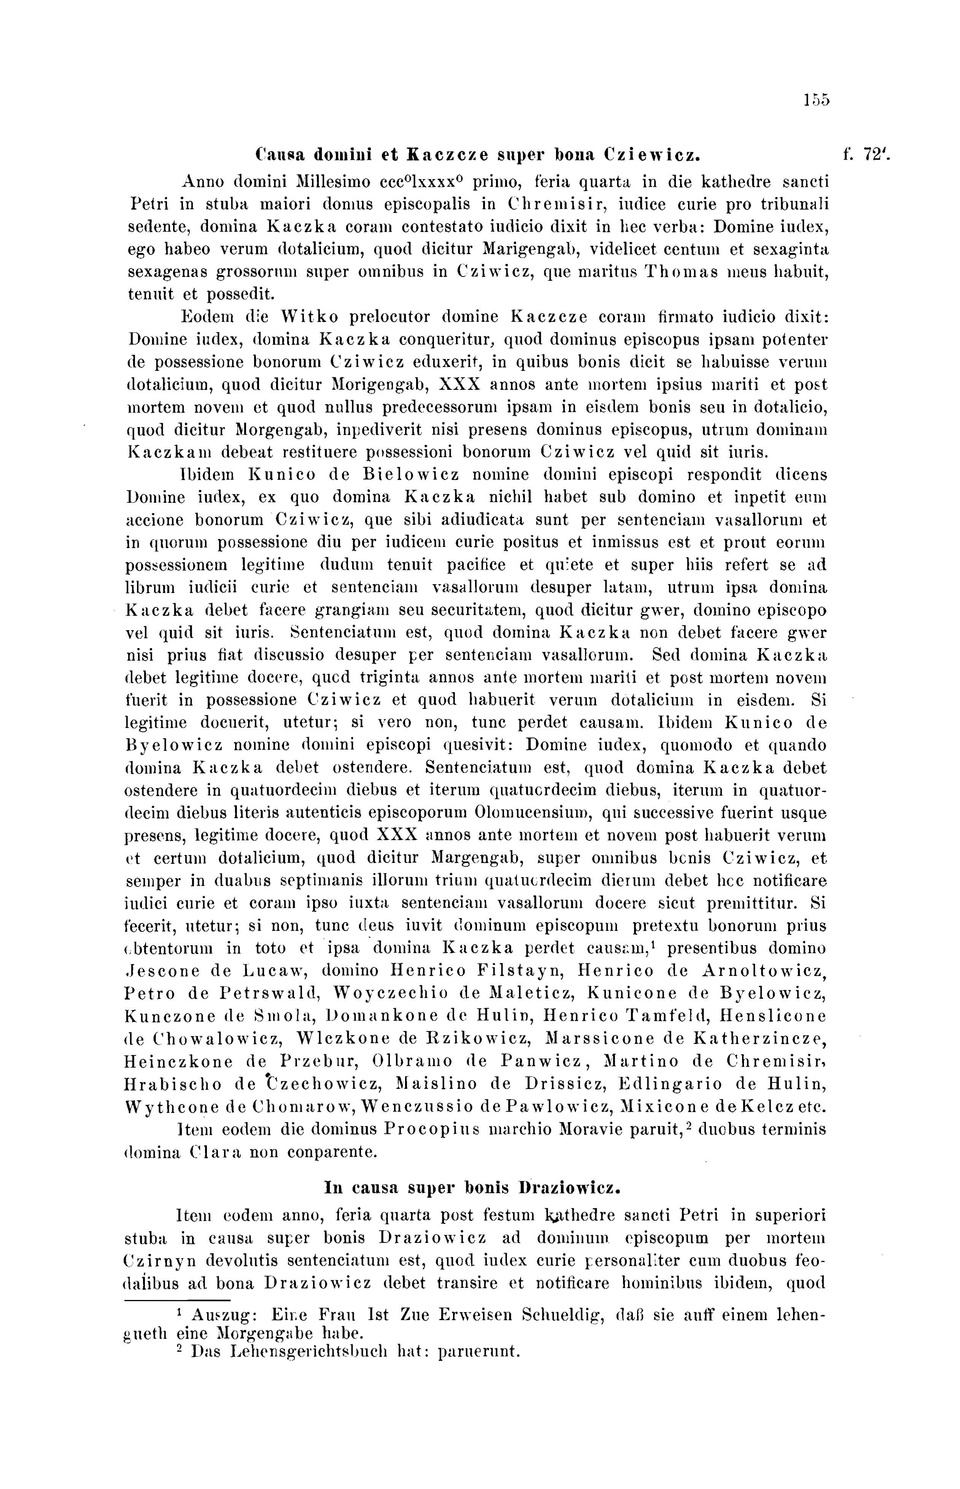 155
Causa domini et Kaczcze super bona Cziewicz. f. 72'.
Anno domini Millesimo cccºlxxxxº primo, feria quarta in die kathedre sancti
Petri in stuba maiori domus episcopalis in Chremisir, iudice curie pro tribunali
sedente, domina Kaczka coram contestato iudicio dixit in hec verba: Domine iudex,
ego habeo verum dotalicium, quod dicitur Marigengab, videlicet centum et sexaginta
sexagenas grossorum super omnibus in Cziwicz, que maritus Thomas meus habuit,
tenuit et possedit.
Eodem die Witko prelocutor domine Kaczcze coram firmato iudicio dixit:
Domine iudex, domina Kaczka conqueritur, quod dominus episcopus ipsam potenter
de possessione bonorum Cziwicz eduxerit, in quibus bonis dicit se habuisse verum
dotalicium, quod dicitur Morigengab, XXX annos ante mortem ipsius mariti et post
mortem novem et quod nullus predecessorum ipsam in eisdem bonis seu in dotalicio,
quod dicitur Morgengab, inpediverit nisi presens dominus episcopus, utrum dominam
Kaczkam debeat restituere possessioni bonorum Cziwicz vel quid sit iuris.
Ibidem Kunico de Bielowicz nomine domini episcopi respondit dicens
Domine iudex, ex quo domina Kaczka nichil habet sub domino et inpetit eum
accione bonorum Cziwicz, que sibi adiudicata sunt per sentenciam vasallorum et
in quorum possessione diu per iudicem curie positus et inmissus est et prout eorum
possessionem legitime dudum tenuit pacifice et quiete et super hiis refert se ad
librum iudicii curie et sentenciam vasallorum desuper latam, utrum ipsa domina
Kaczka debet facere grangiam seu securitatem, quod dicitur gwer, domino episcopo
vel quid sit iuris. Sentenciatum est, quod domina Kaczka non debet facere gwer
nisi prius fiat discussio desuper per sentenciam vasallorum. Sed domina Kaczka
debet legitime docere, quod triginta annos ante mortem mariti et post mortem novem
fuerit in possessione Cziwicz et quod habuerit verum dotalicium in eisdem. Si
legitime docuerit, utetur; si vero non, tunc perdet causam. Ibidem Kunico de
Byelowicz nomine domini episcopi quesivit: Domine iudex, quomodo et quando
domina Kaczka debet ostendere. Sentenciatum est, quod domina Kaczka debet
ostendere in quatuordecim diebus et iterum quatuordecim diebus, iterum in quatuor-
decim diebus literis autenticis episcoporum Olomucensium, qui successive fuerint usque
presens, legitime docere, quod XXX annos ante mortem et novem post habuerit verum
et certum dotalicium, quod dicitur Margengab, super omnibus bonis Cziwicz, et
semper in duabus septimanis illorum trium quatuordecim dierum debet hoc notificare
iudici curie et coram ipso iuxta sentenciam vasallorum docere sicut premittitur. Si
fecerit, utetur; si non, tunc deus iuvit dominum episcopum pretextu bonorum prius
obtentorum in toto et ipsa domina Kaczka perdet causam,¹ presentibus domino
Jescone de Lucaw, domino Henrico Filstayn, Henrico de Arnoltowicz,
Petro de Petrswald, Woyczechio de Maleticz, Kunicone de Byelowicz,
Kunczone de Smola, Domankone de Hulin, Henrico Tamfeld, Henslicone
de Chowalowicz, Wlczkone de Rzikowicz, Marssicone de Katherzincze,
Heinczkone de Przebur, Olbramo de Panwicz, Martino de Chremisir,
Hrabischo de Czechowicz, Maislino de Drissicz, Edlingario de Hulin,
Wythcone de Chomarow, Wenczussio de Pawlowicz, Mixicone de Kelcz etc.
Item eodem die dominus Procopius marchio Moravie paruit,² duobus terminis
domina Clara non conparente.
In causa super bonis Draziowicz.
Item eodem anno, feria quarta post festum kathedre sancti Petri in superiori
stuba in causa super bonis Draziowicz ad dominum episcopum per mortem
Czirnyn devolutis sentenciatum est, quod iudex curie personaliter cum duobus feo-
dalibus ad bona Draziowicz debet transire et notificare hominibus ibidem, quod
¹ Auszug: Eine Frau Ist Zue Erweisen Schueldig, daß sie auff einem lehen-
gueth eine Morgengabe habe.
² Das Lehensgerichtsbuch hat: paruerunt.